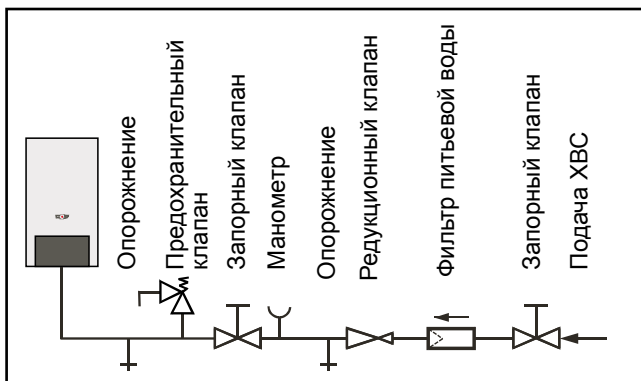 Опорожнение
Предохранительный
клапан
Запорный клапан
Манометр
Опорожнение
Редукционный клапан
Фильтр питьевой воды
Запорный клапан
Подача ХВС